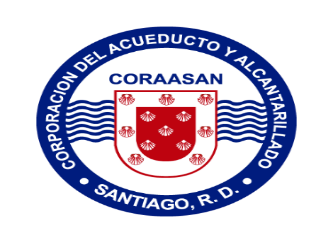 CORPORACION DEL ACUEDUCTO Y ALCANTARILLADO
CORAASAN
SANTIAGO, R. D.